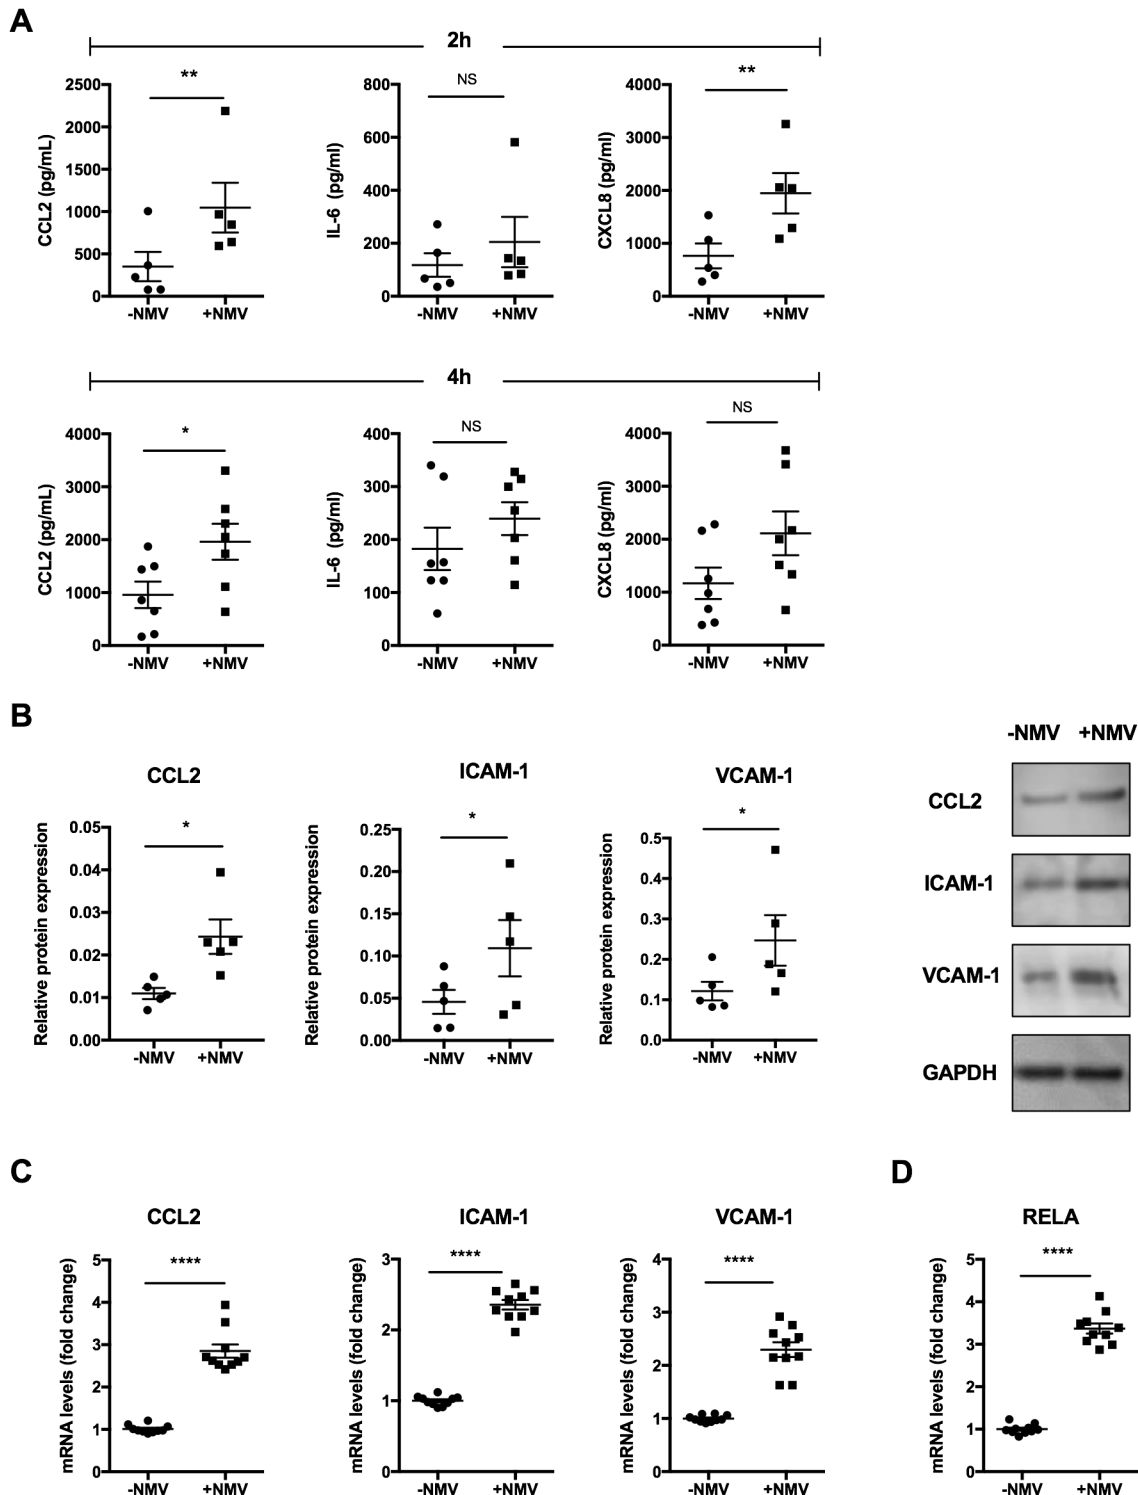 A
2h
**
NS
**
CCL2 (pg/mL)
2500
2000
1500
1000
500
0
-NMV +NMV
IL-6 (pg/ml)
800
600
400
200
0
-NMV +NMV
CXCL8 (pg/ml)
4000
3000
2000
1000
0
-NMV +NMV
4h
*
NS
NS
CCL2 (pg/mL)
4000
3000
2000
1000
0
-NMV +NMV
IL-6 (pg/ml)
400
300
200
100
0
-NMV +NMV
CXCL8 (pg/ml)
4000
3000
2000
1000
0
-NMV +NMV
B
CCL2
*
Relative protein expression
0.05
0.04
0.03
0.02
0.01
0.00
-NMV +NMV
ICAM-1
*
Relative protein expression
0.25
0.20
0.15
0.10
0.05
0.00
-NMV +NMV
VCAM-1
*
Relative protein expression
0.5
0.4
0.3
0.2
0.1
0.0
-NMV +NMV
-NMV +NMV
CCL2
ICAM-1
VCAM-1
GAPDH
C
CCL2
****
mRNA levels (fold change)
5
4
3
2
1
0
-NMV +NMV
ICAM-1
****
mRNA levels (fold change)
3
2
1
0
-NMV +NMV
VCAM-1
****
mRNA levels (fold change)
4
3
2
1
0
-NMV +NMV
D
RELA
****
mRNA levels (fold change)
5
4
3
2
1
0
-NMV +NMV